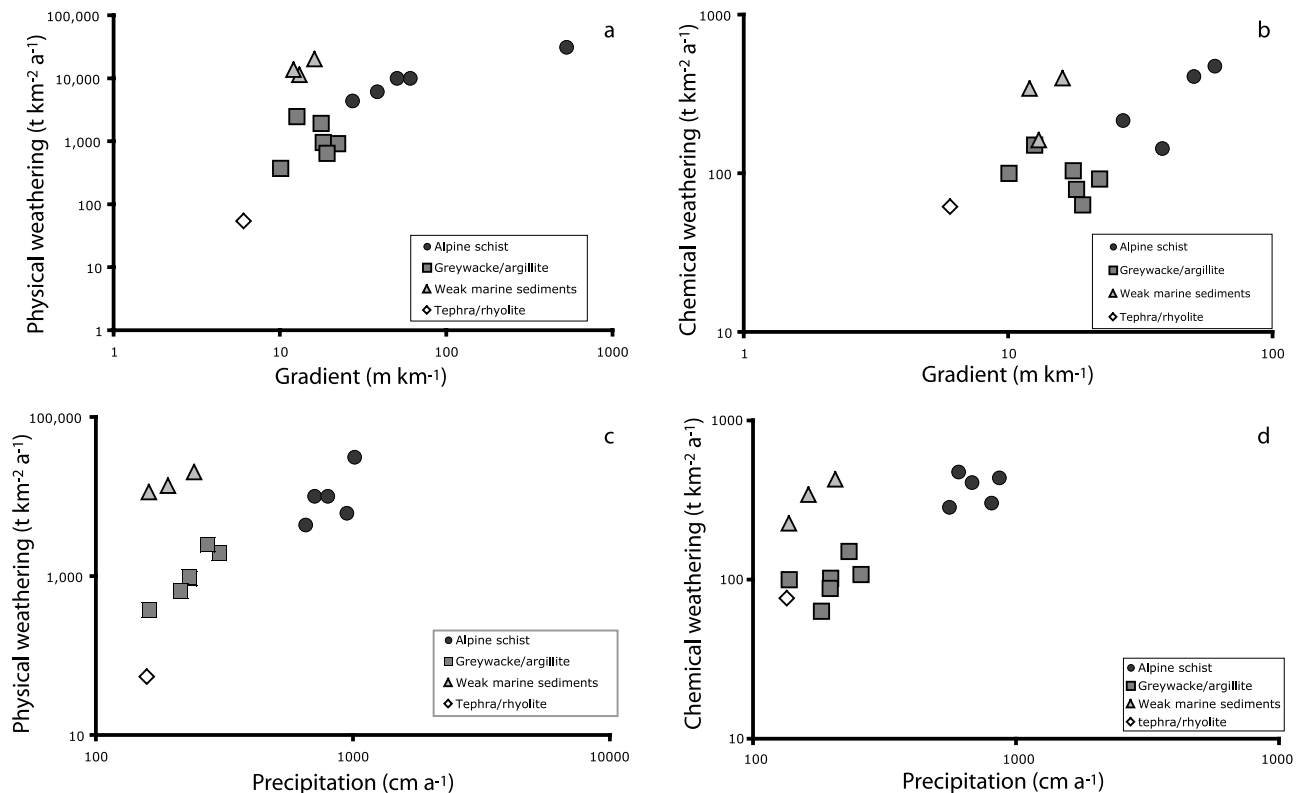 a
Physical weathering (t km-2 a-1)
100,000
10,000
1,000
100
10
1
1
10
100
1000
Gradient (m km-1)
Alpine schist
Greywacke/argillite
Weak marine sediments
Tephra/rhyolite
b
Chemical weathering (t km-2 a-1)
1000
100
10
1
10
100
Gradient (m km-1)
Alpine schist
Greywacke/argillite
Weak marine sediments
Tephra/rhyolite
c
Physical weathering (t km-2 a-1)
100,000
1,000
10
100
1000
10000
Precipitation (cm a-1)
Alpine schist
Greywacke/argillite
Weak marine sediments
Tephra/rhyolite
d
Chemical weathering (t km-2 a-1)
1000
100
10
100
1000
1000
Precipitation (cm a-1)
Alpine schist
Greywacke/argillite
Weak marine sediments
tephra/rhyolite